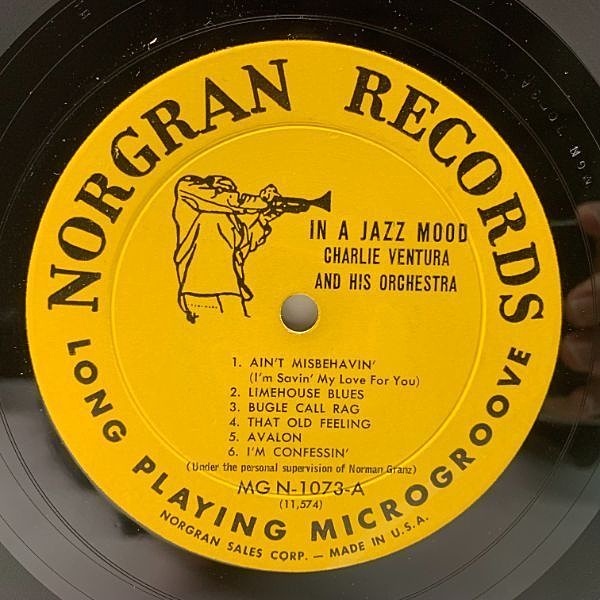 NORGRAN RECORDS
IN A JAZZ MOOD
CHARLIE VENTURA
AND HIS ORCHESTRA
1. AIN'T MISBEHAVIN'
(I'm Savin' My Love For You)
2. LIMEHOUSE BLUES
3. BUGLE CALL RAG
4. THAT OLD FEELING
5. AVALON
6. I'M CONFESSIN'
(Under the personal supervision of Norman Granz)
MG N-1073-A
(11,574)
LONG PLAYING MICROGROOVE
NORGRAN SALES CORP. — MADE IN U.S.A.